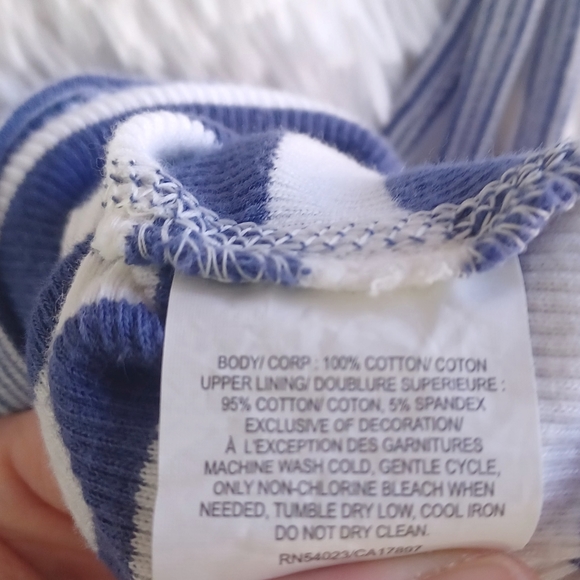 BODY/ CORP : 100% COTTON/ COTON
UPPER LINING/ DOUBLURE SUPERIEURE :
95% COTTON/ COTON, 5% SPANDEX
EXCLUSIVE OF DECORATION/
À L'EXCEPTION DES GARNITURES
MACHINE WASH COLD, GENTLE CYCLE,
ONLY NON-CHLORINE BLEACH WHEN
NEEDED, TUMBLE DRY LOW, COOL IRON
DO NOT DRY CLEAN.
RN54023/CA17897